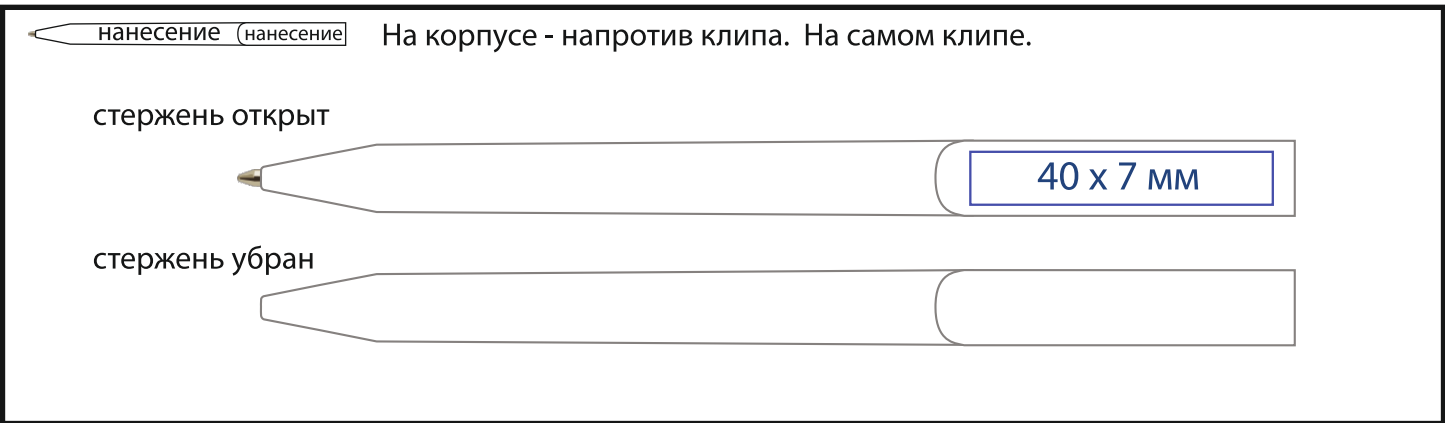 нанесение нанесение На корпусе - напротив клипа. На самом клипе.
стержень открыт
40 х 7 мм
стержень убран